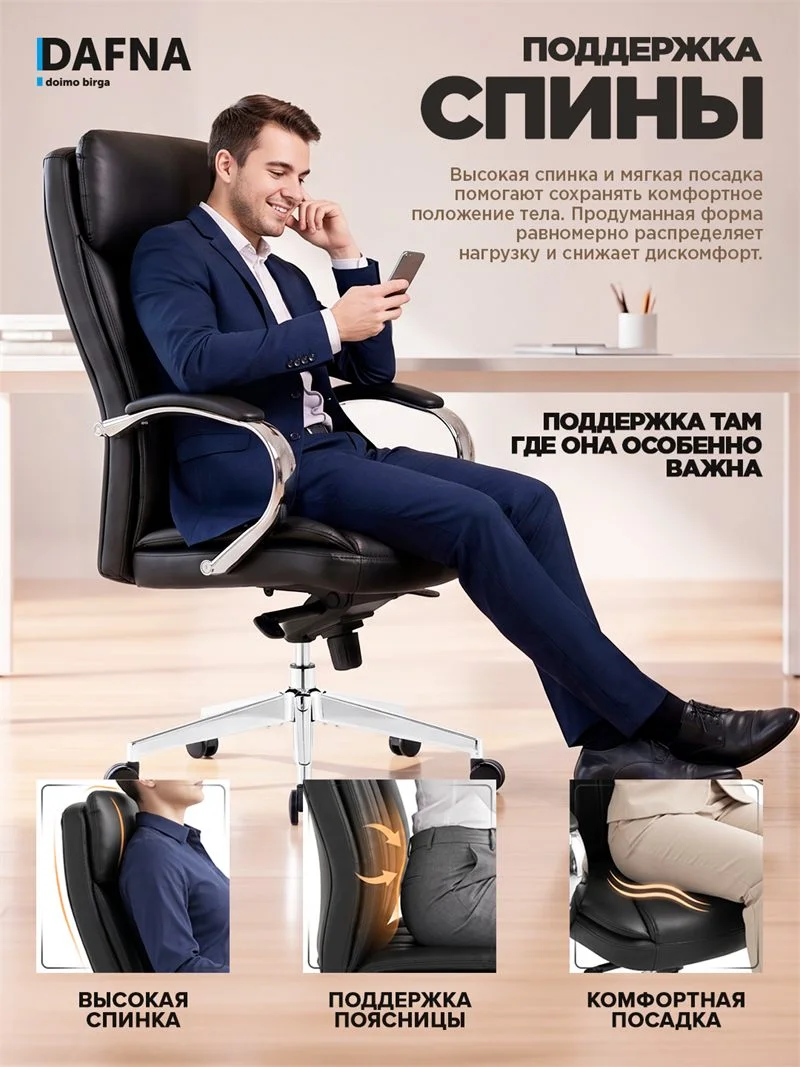 DAFNA
doimo birga
ПОДДЕРЖКА
СПИНЫ
Высокая спинка и мягкая посадка
помогают сохранять комфортное
положение тела. Продуманная форма
равномерно распределяет
нагрузку и снижает дискомфорт.
ПОДДЕРЖКА ТАМ
ГДЕ ОНА ОСОБЕННО
ВАЖНА
ВЫСОКАЯ
СПИНКА
ПОДДЕРЖКА
ПОЯСНИЦЫ
КОМФОРТНАЯ
ПОСАДКА